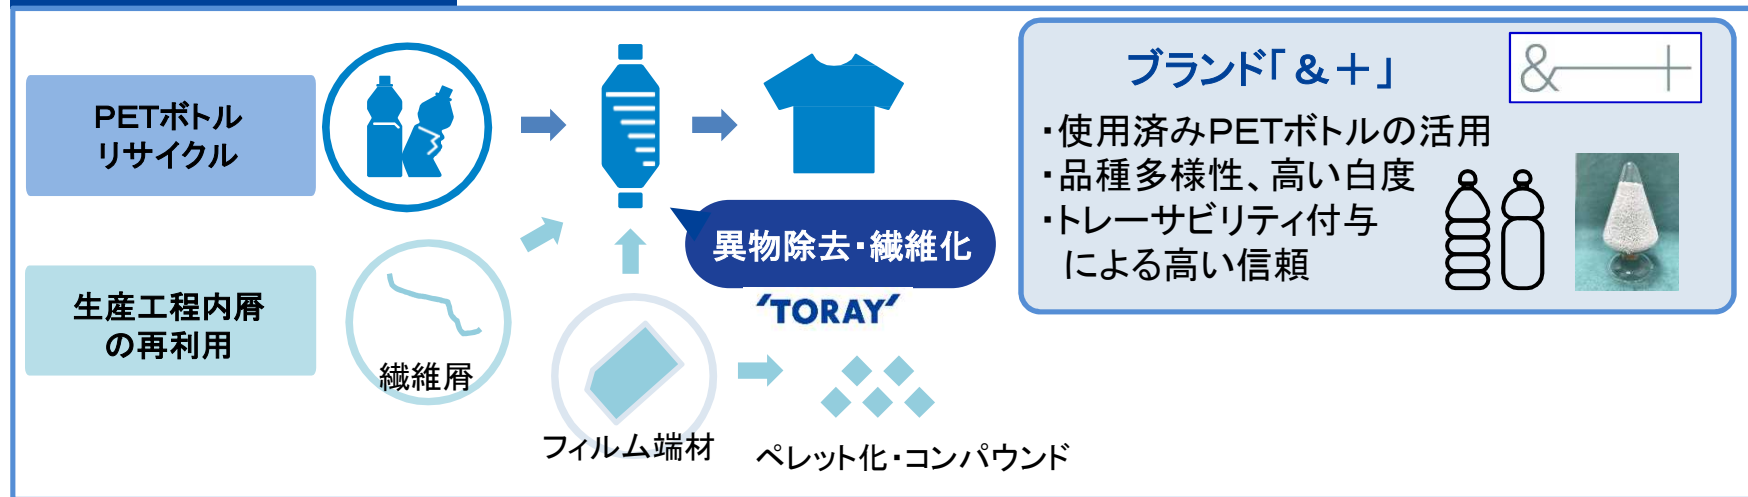 PETボトル
リサイクル
生産工程内屑
の再利用
繊維屑
フィルム端材
異物除去・繊維化
'TORAY'
ペレット化・コンパウンド
ブランド「&＋」
&＋
・使用済みPETボトルの活用
・品種多様性、高い白度
・トレーサビリティ付与
による高い信頼